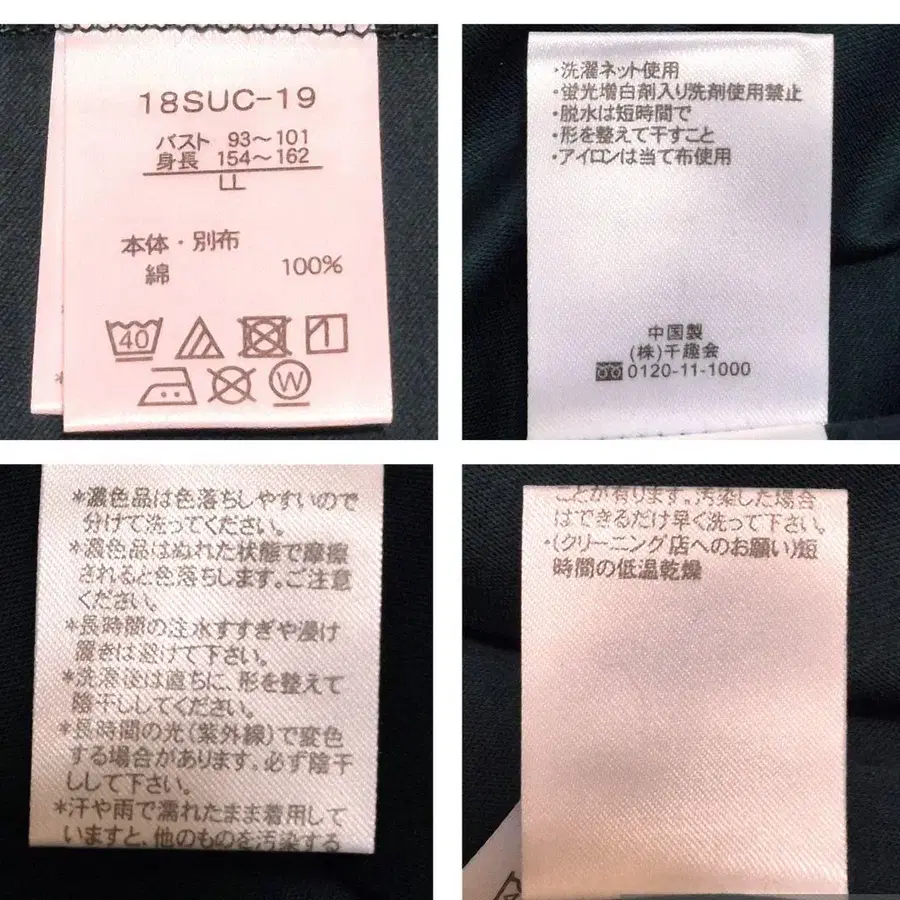 18SUC-19
バスト 93～101
身長 154～162
LL
本体・別布
綿 100%
40
W
・洗濯ネット使用
・蛍光増白剤入り洗剤使用禁止
・脱水は短時間で
・形を整えて干すこと
・アイロンは当て布使用
中国製
(株)千趣会
0120-11-1000
*濃色品は色落ちしやすいので
分けて洗ってください。
*濃色品はぬれた状態で摩擦
されると色落ちします。ご注意
ください。
*長時間の注水すすぎや浸け
置きは避けて下さい。
*洗濯後は直ちに、形を整えて
陰干ししてください。
*長時間の光(紫外線)で変色
する場合があります。必ず陰干
しして下さい。
*汗や雨で濡れたまま着用して
いますと、他のものを汚染する
ことが有ります。汚染した場合
はできるだけ早く洗って下さい。
・(クリーニング店へのお願い)短
時間の低温乾燥